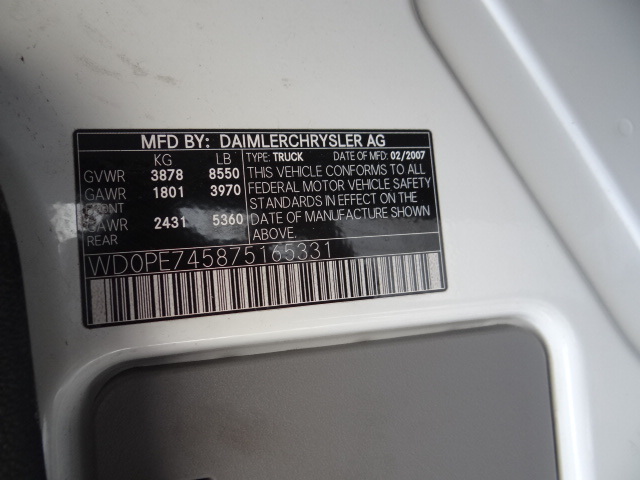 MFD BY: DAIMLERCHRYSLER AG
KG LB
GVWR 3878 8550
GAWR 1801 3970
FRONT
GAWR 2431 5360
REAR
TYPE: TRUCK DATE OF MFD: 02/2007
THIS VEHICLE CONFORMS TO ALL
FEDERAL MOTOR VEHICLE SAFETY
STANDARDS IN EFFECT ON THE
DATE OF MANUFACTURE SHOWN
ABOVE.
WD0PE745875165331